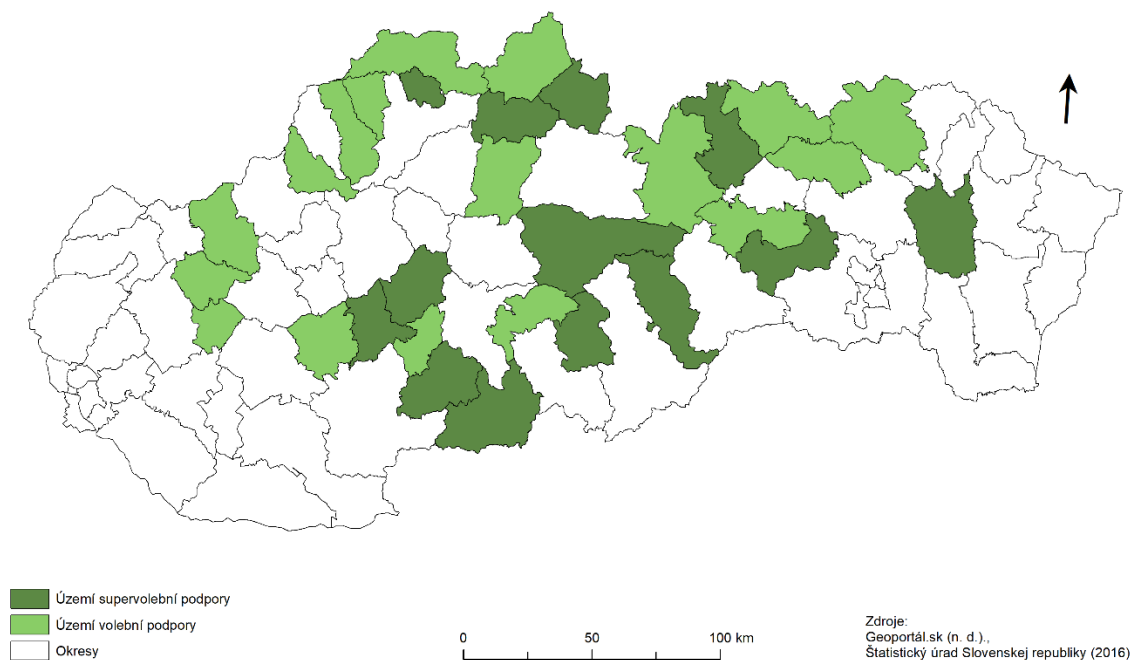 Území supervolební podpory
Území volební podpory
Okresy
0 50 100 km
Zdroje:
Geoportál.sk (n. d.).,
Štatistický úrad Slovenskej republiky (2016)